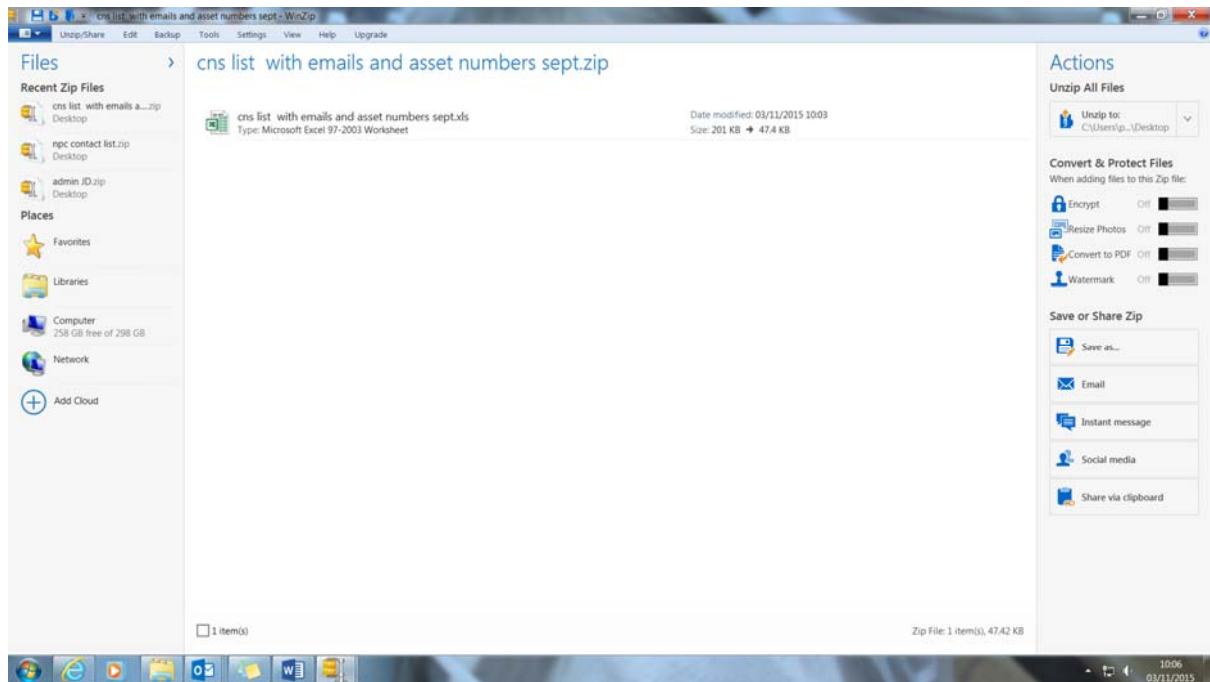 cns list with emails and asset numbers sept - WinZip
Unzip/Share Edit Backup Tools Settings View Help Upgrade
Files
Recent Zip Files
cns list with emails a....zip
Desktop
npc contact list.zip
Desktop
admin JD.zip
Desktop
Places
Favorites
Libraries
Computer
258 GB free of 298 GB
Network
Add Cloud
cns list with emails and asset numbers sept.zip
cns list with emails and asset numbers sept.xls
Type: Microsoft Excel 97-2003 Worksheet
Date modified: 03/11/2015 10:03
Size: 201 KB → 47.4 KB
1 item(s)
Zip File: 1 item(s), 47.42 KB
Actions
Unzip All Files
Unzip to:
C:\Users\p...\Desktop
Convert & Protect Files
When adding files to this Zip file:
Encrypt Off
Resize Photos Off
Convert to PDF Off
Watermark Off
Save or Share Zip
Save as...
Email
Instant message
Social media
Share via clipboard
10:06
03/11/2015